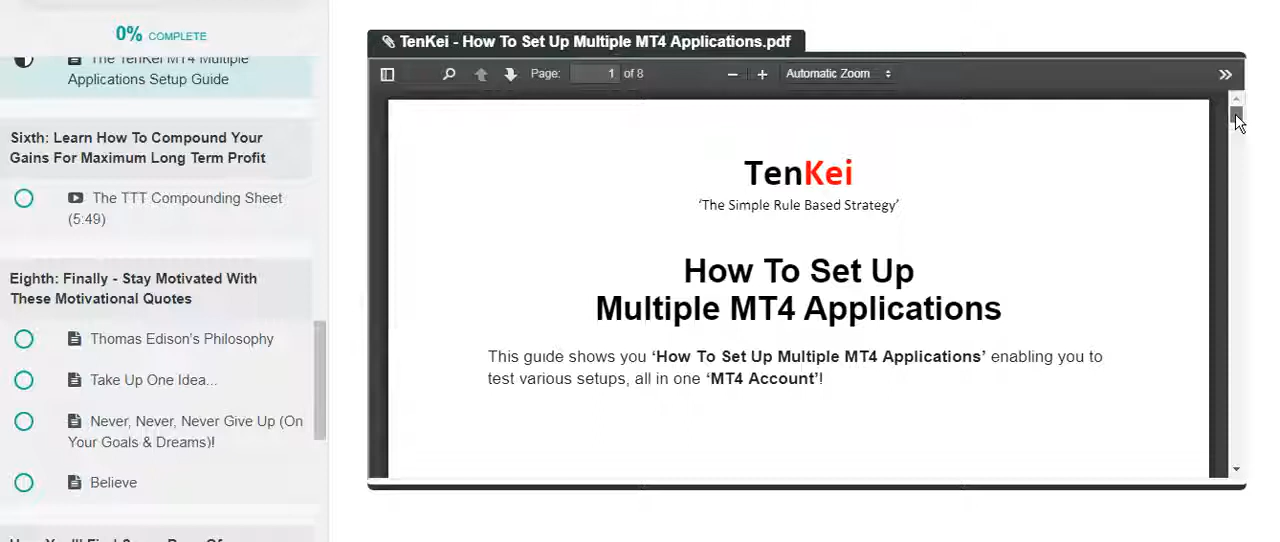 0% COMPLETE
The TenKei MT4 Multiple
Applications Setup Guide
Sixth: Learn How To Compound Your
Gains For Maximum Long Term Profit
The TTT Compounding Sheet
(5:49)
Eighth: Finally - Stay Motivated With
These Motivational Quotes
Thomas Edison's Philosophy
Take Up One Idea...
Never, Never, Never Give Up (On
Your Goals & Dreams)!
Believe
TenKei - How To Set Up Multiple MT4 Applications.pdf
Page: 1 of 8 Automatic Zoom
TenKei
‘The Simple Rule Based Strategy’
How To Set Up
Multiple MT4 Applications
This guide shows you ‘How To Set Up Multiple MT4 Applications’ enabling you to
test various setups, all in one ‘MT4 Account’!